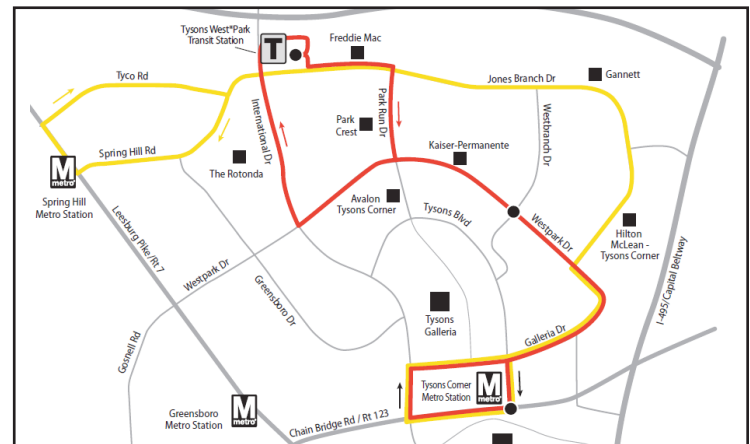 Tysons West*Park
Transit Station
T
Freddie Mac
Tyco Rd
Jones Branch Dr
Gannett
International Dr
Park Run Dr
Park
Crest
Westbranch Dr
Kaiser-Permanente
Spring Hill Rd
The Rotonda
M
metro
Spring Hill
Metro Station
Avalon
Tysons Corner
Tysons Blvd
Westpark Dr
Hilton
McLean -
Tysons Corner
Leesburg Pike/Rt 7
Westpark Dr
Greensboro Dr
I-495/Capital Beltway
Gosnell Rd
Tysons
Galleria
Galleria Dr
Tysons Corner
Metro Station
M
metro
Greensboro
Metro Station
M
metro
Chain Bridge Rd / Rt 123